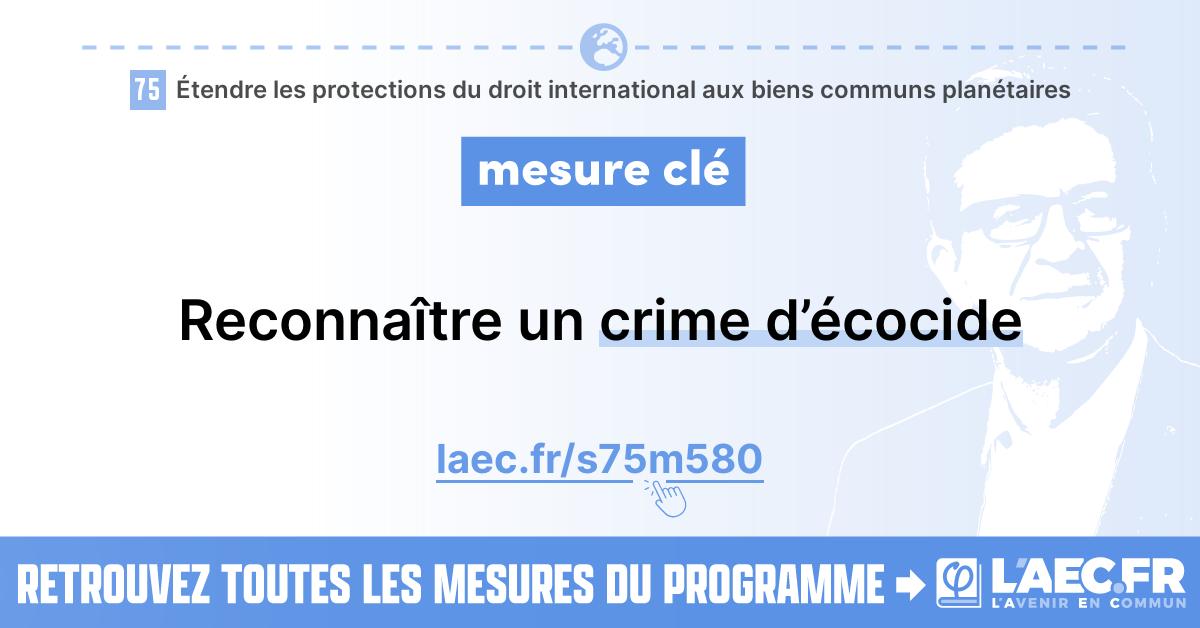 75 Étendre les protections du droit international aux biens communs planétaires
mesure clé
Reconnaître un crime d’écocide
laec.fr/s75m580
RETROUVEZ TOUTES LES MESURES DU PROGRAMME
φ L'AEC.FR
L'AVENIR EN COMMUN